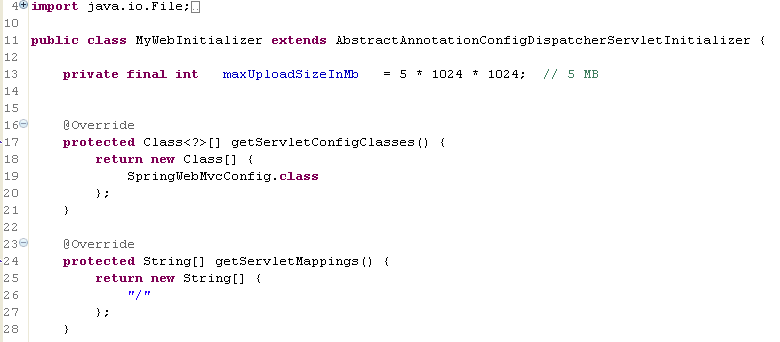 4 import java.io.File;
10
11 public class MyWebInitializer extends AbstractAnnotationConfigDispatcherServletInitializer {
12
13 private final int maxUploadSizeInMb = 5 * 1024 * 1024; // 5 MB
14
15
16 @Override
17 protected Class<?>[] getServletConfigClasses() {
18 return new Class[] {
19 SpringWebMvcConfig.class
20 };
21 }
22
23 @Override
24 protected String[] getServletMappings() {
25 return new String[] {
26 "/"
27 };
28 }